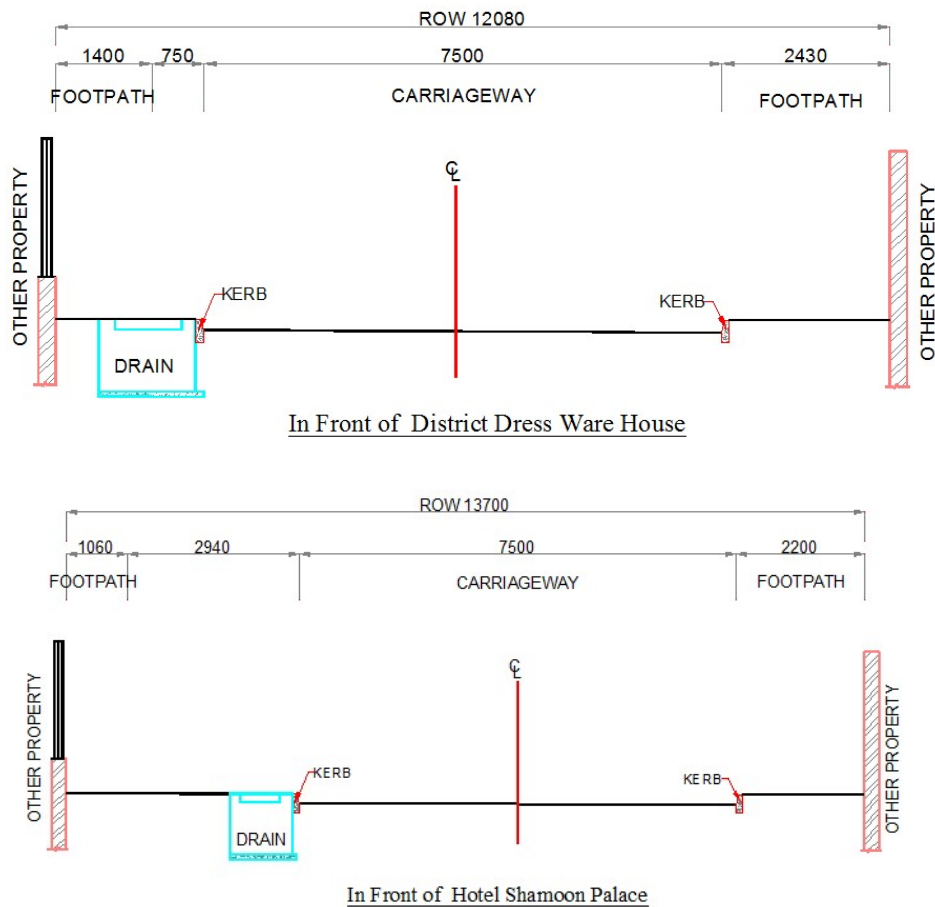 ROW 12080
1400 750 7500 2430
FOOTPATH CARRIAGEWAY FOOTPATH
OTHER PROPERTY
℄
OTHER PROPERTY
KERB KERB
DRAIN
In Front of District Dress Ware House
ROW 13700
1060 2940 7500 2200
FOOTPATH CARRIAGEWAY FOOTPATH
OTHER PROPERTY
℄
OTHER PROPERTY
KERB KERB
DRAIN
In Front of Hotel Shamoon Palace